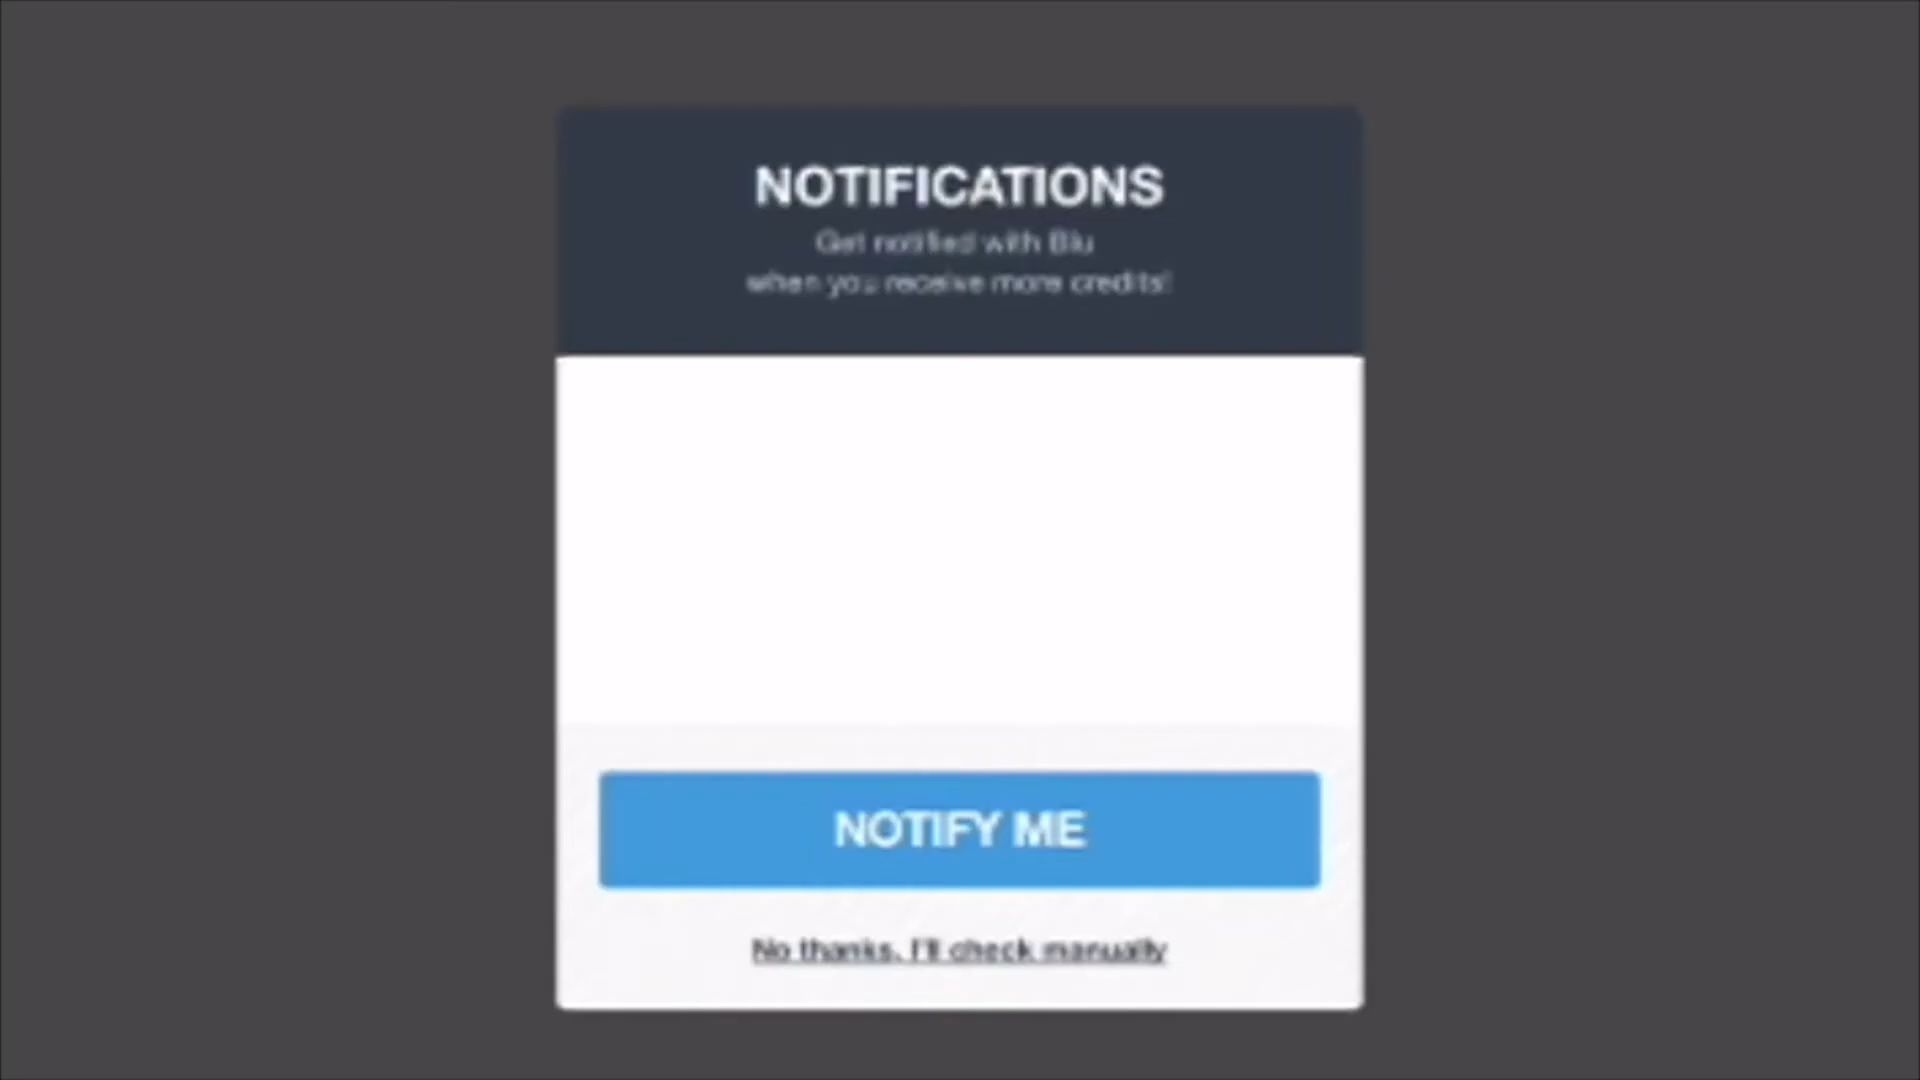 NOTIFICATIONS
Get notified with Blu
when you receive more credits!
NOTIFY ME
No thanks, I'll check manually